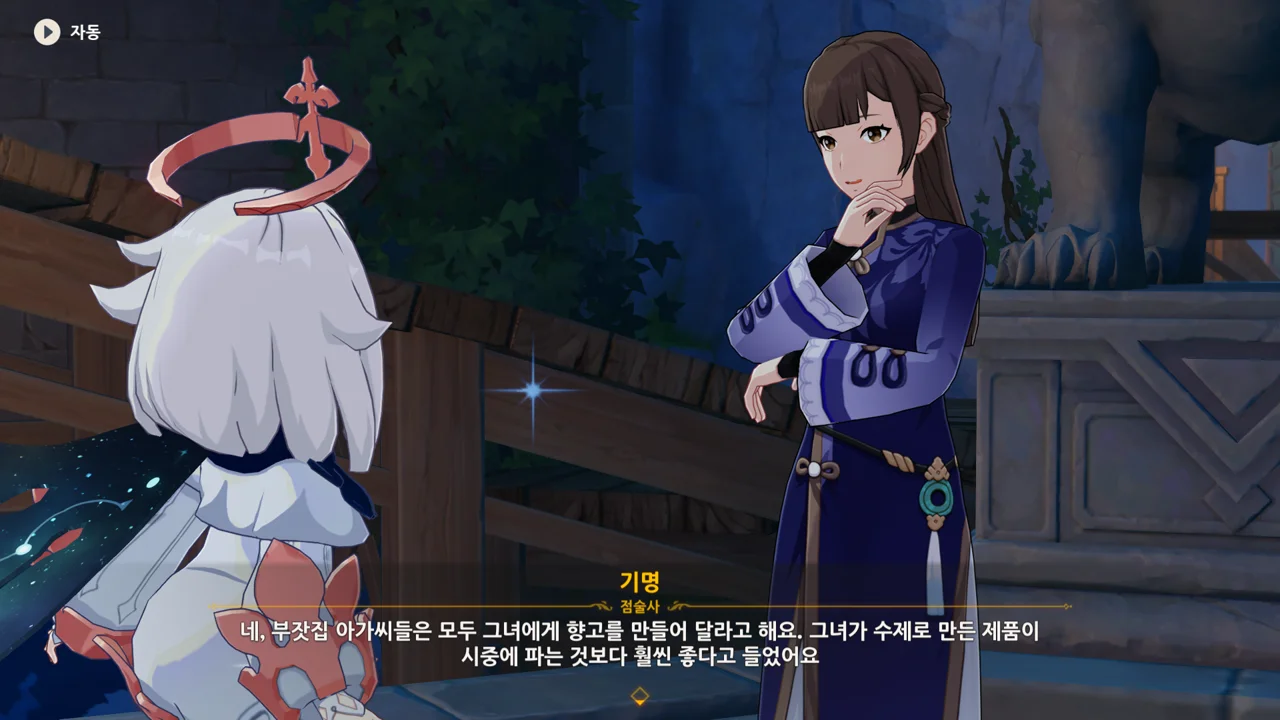 자동
기명
점술사
네, 부잣집 아가씨들은 모두 그녀에게 향고를 만들어 달라고 해요. 그녀가 수제로 만든 제품이
시중에 파는 것보다 훨씬 좋다고 들었어요